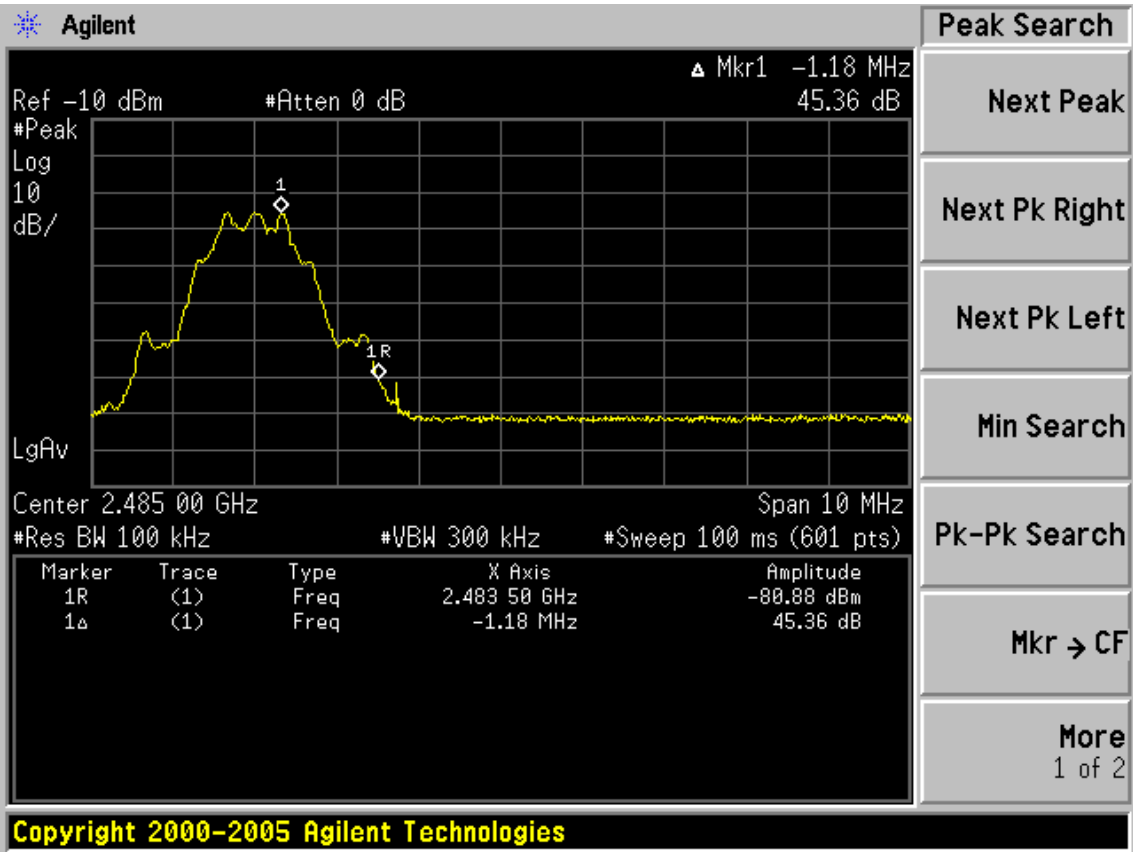 Agilent
Peak Search
Δ Mkr1 -1.18 MHz
Ref -10 dBm #Atten 0 dB 45.36 dB
#Peak
Log
10
dB/
1
1R
LgAv
Center 2.485 00 GHz Span 10 MHz
#Res BW 100 kHz #VBW 300 kHz #Sweep 100 ms (601 pts)
Marker Trace Type X Axis Amplitude
1R (1) Freq 2.483 50 GHz -80.88 dBm
1Δ (1) Freq -1.18 MHz 45.36 dB
Next Peak
Next Pk Right
Next Pk Left
Min Search
Pk-Pk Search
Mkr → CF
More
1 of 2
Copyright 2000-2005 Agilent Technologies